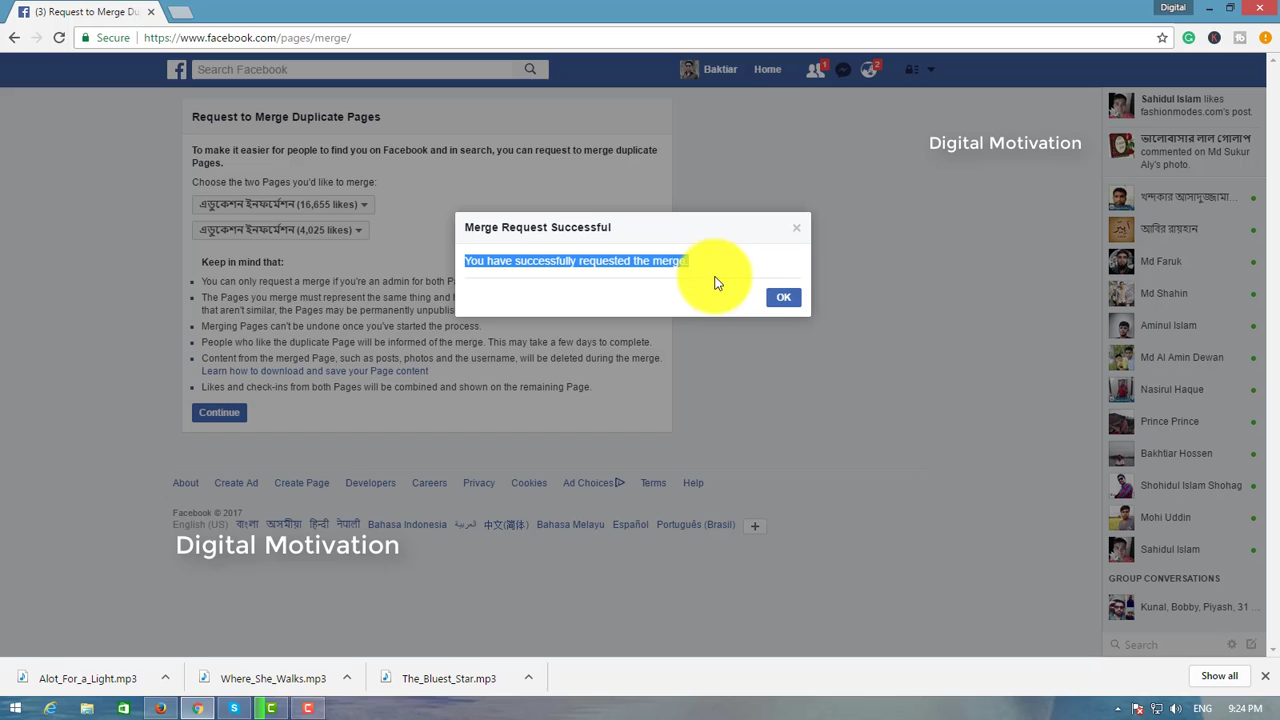 (3) Request to Merge Du
Digital
Secure https://www.facebook.com/pages/merge/
Search Facebook
Baktiar Home 1 2
Request to Merge Duplicate Pages
To make it easier for people to find you on Facebook and in search, you can request to merge duplicate
Pages.
Choose the two Pages you'd like to merge:
এডুকেশন ইনফর্মেশন (16,655 likes)
এডুকেশন ইনফর্মেশন (4,025 likes)
Keep in mind that:
You can only request a merge if you're an admin for both P
The Pages you merge must represent the same thing and h
that aren't similar, the Pages may be permanently unpublis
Merging Pages can't be undone once you've started the process.
People who like the duplicate Page will be informed of the merge. This may take a few days to complete.
Content from the merged Page, such as posts, photos and the username, will be deleted during the merge.
Learn how to download and save your Page content
Likes and check-ins from both Pages will be combined and shown on the remaining Page.
Continue
Merge Request Successful
You have successfully requested the merge.
OK
Digital Motivation
Sahidul Islam likes
fashionmodes.com's post.
ভালোবাসার লাল গোলাপ
commented on Md Sukur
Aly's photo.
খন্দকার আসাদুজ্জামা...
আবির রায়হান
Md Faruk
Md Shahin
Aminul Islam
Md Al Amin Dewan
Nasirul Haque
Prince Prince
Bakhtiar Hossen
Shohidul Islam Shohag
Mohi Uddin
Sahidul Islam
GROUP CONVERSATIONS
Kunal, Bobby, Piyash, 31 ...
Search
About Create Ad Create Page Developers Careers Privacy Cookies Ad Choices Terms Help
Facebook © 2017
English (US) বাংলা অসমীয়া हिन्दी नेपाली Bahasa Indonesia العربية 中文(简体) Bahasa Melayu Español Português (Brasil)
Digital Motivation
Alot_For_a_Light.mp3 Where_She_Walks.mp3 The_Bluest_Star.mp3 Show all
ENG 9:24 PM